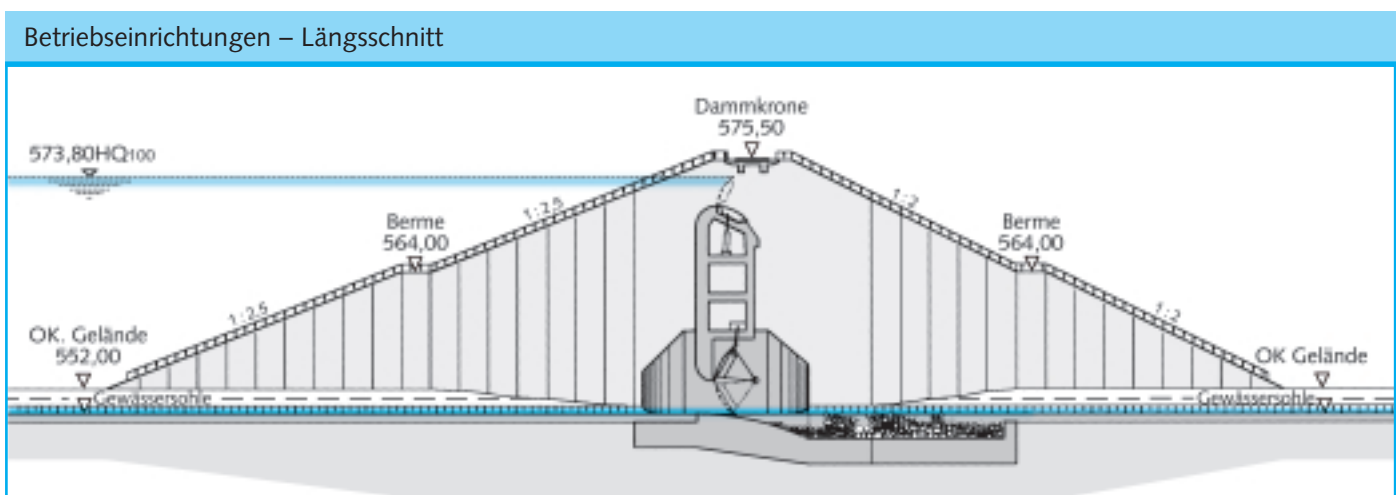 Betriebseinrichtungen – Längsschnitt
Dammkrone
575,50
573,80HQ100
1:2,5
1:2
Berme
564,00
Berme
564,00
1:2,5
1:2
OK. Gelände
552,00
OK Gelände
Gewässersohle
Gewässersohle